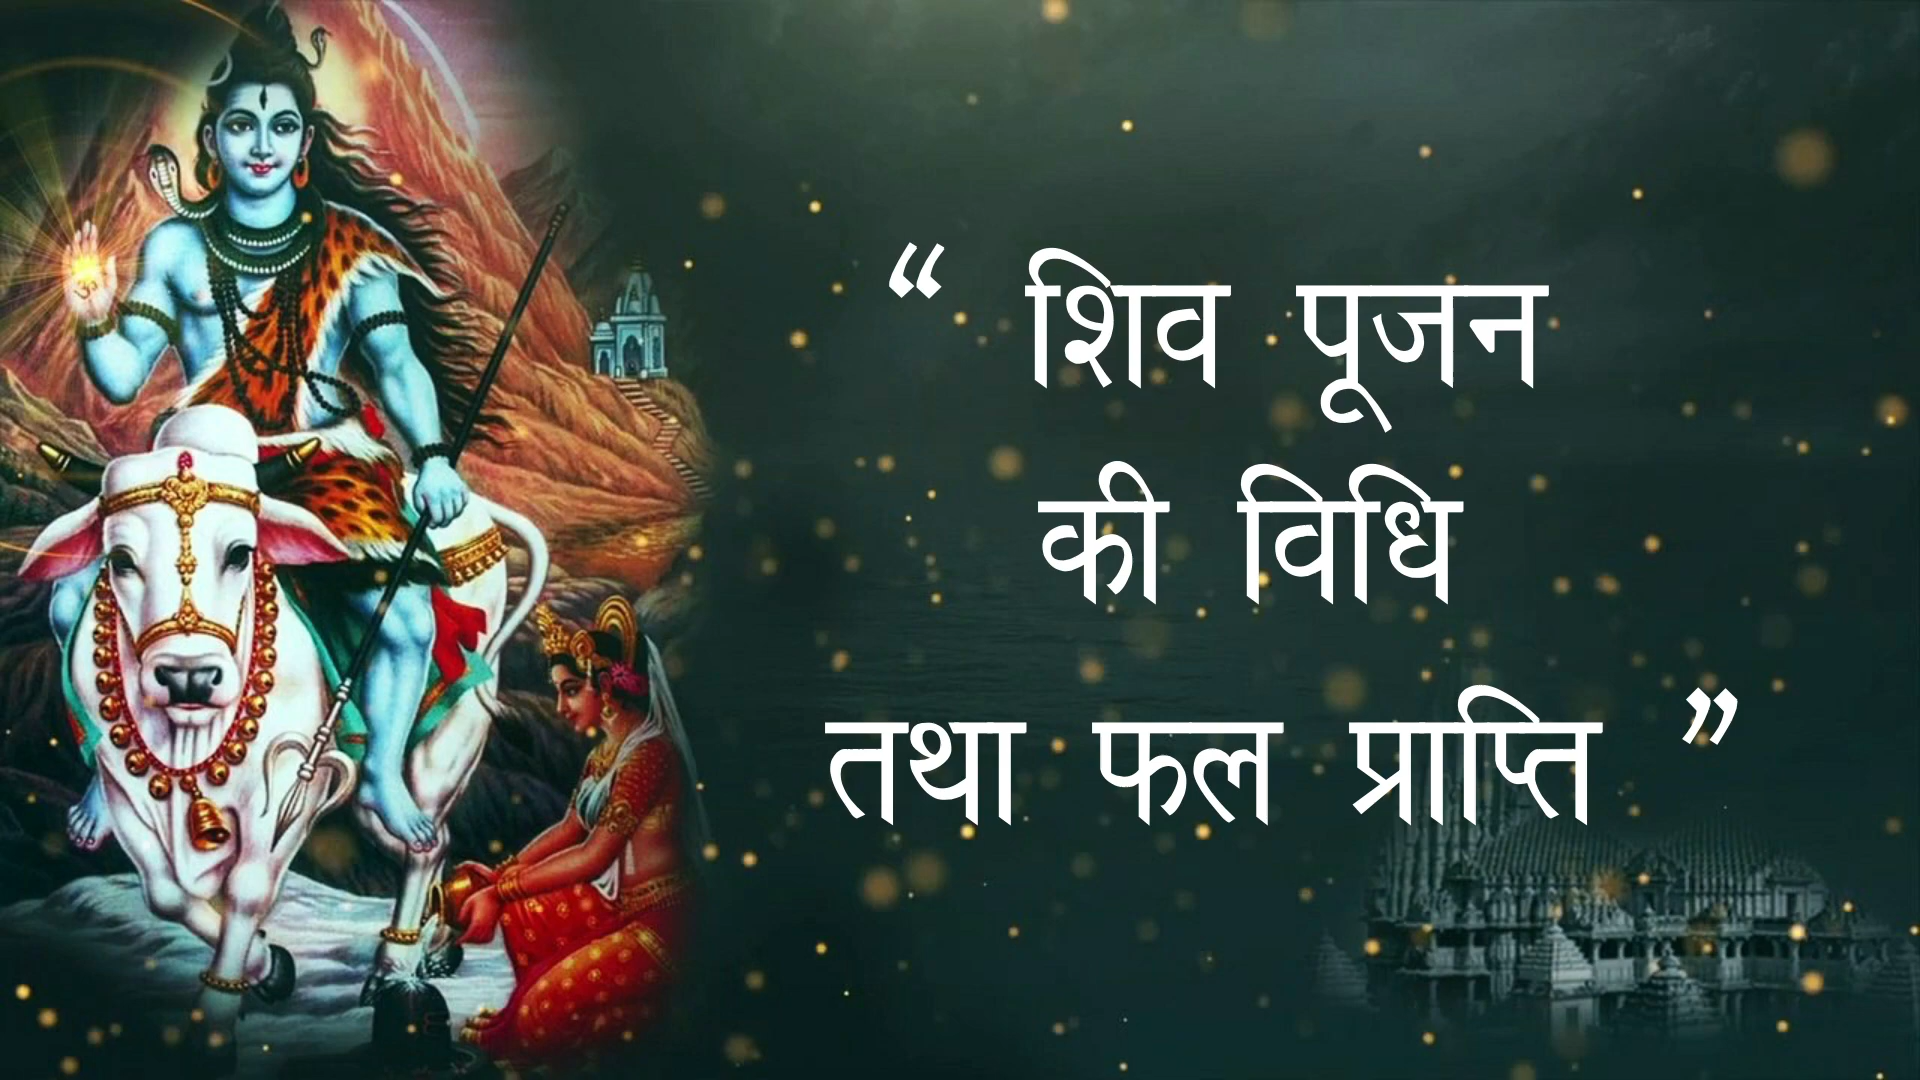 “ शिव पूजन
की विधि
तथा फल प्राप्ति ”